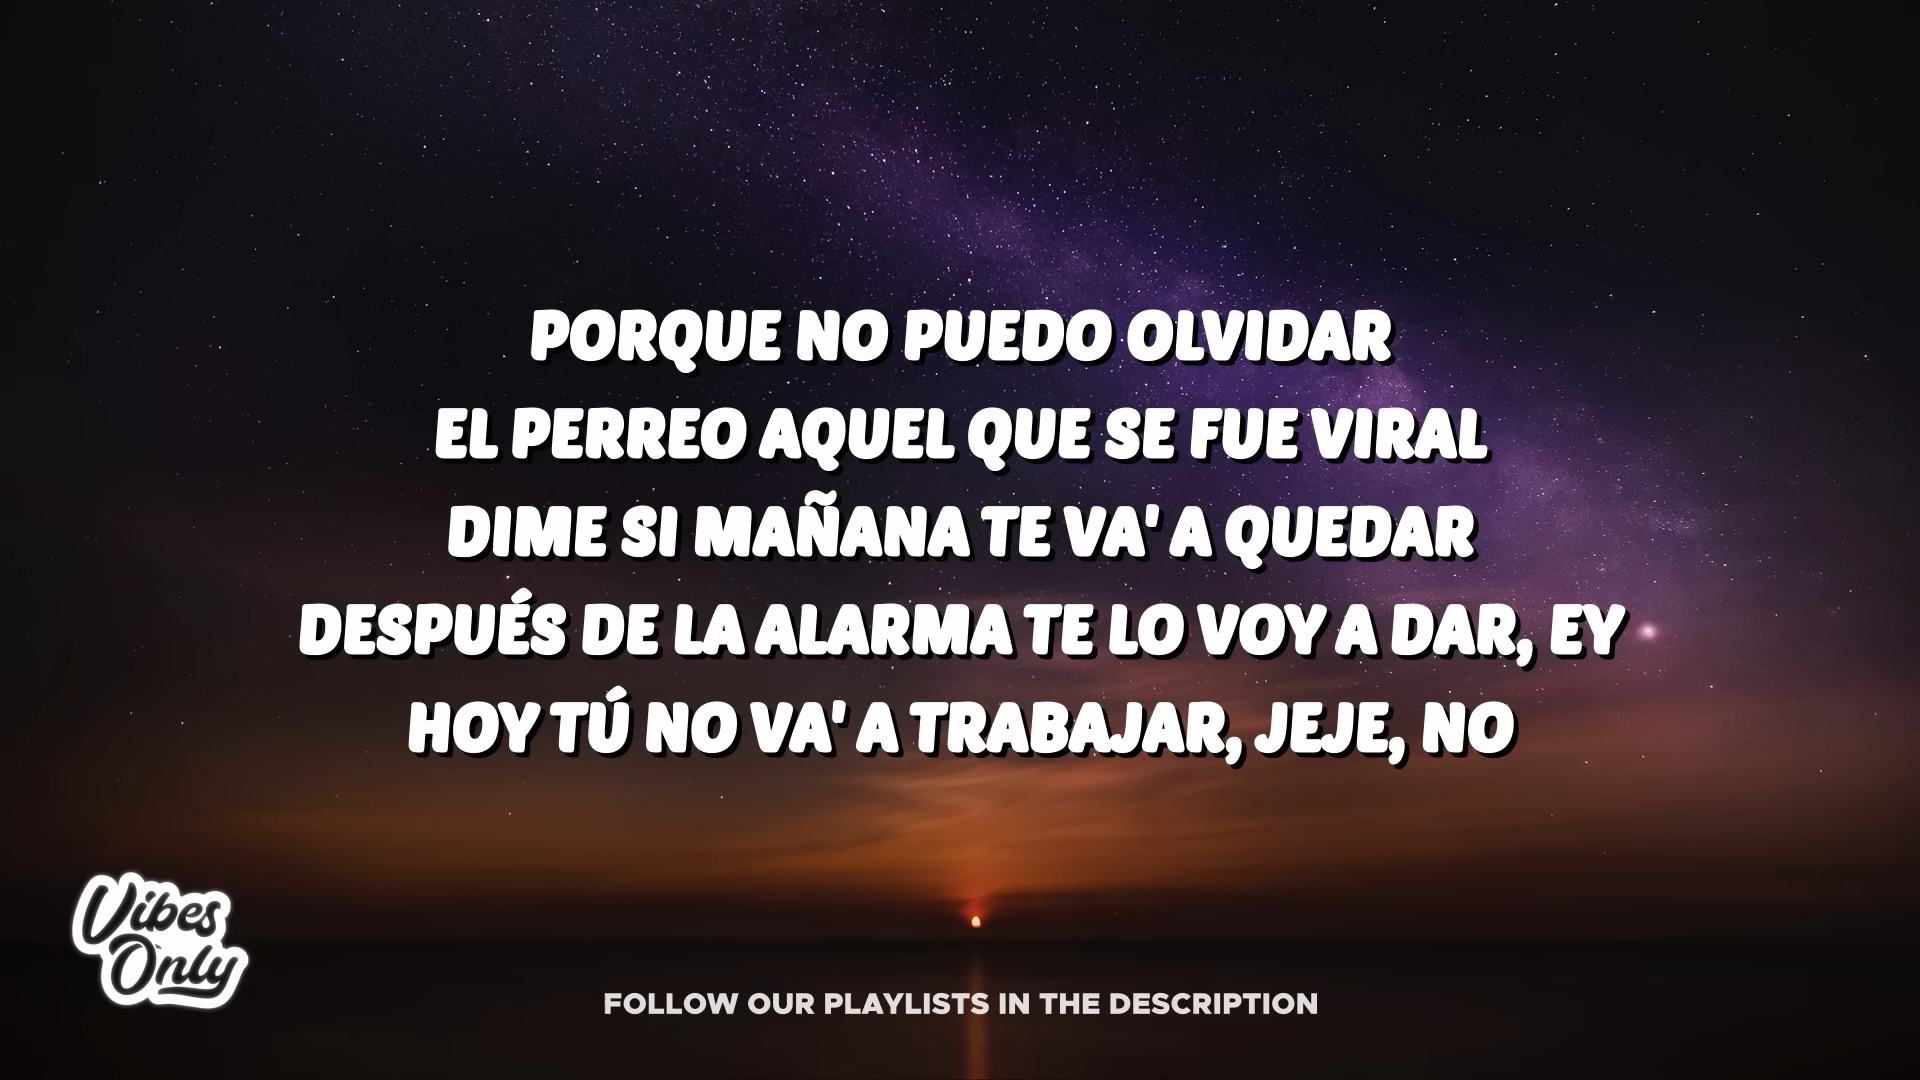 PORQUE NO PUEDO OLVIDAR
EL PERREO AQUEL QUE SE FUE VIRAL
DIME SI MAÑANA TE VA' A QUEDAR
DESPUÉS DE LA ALARMA TE LO VOY A DAR, EY
HOY TÚ NO VA' A TRABAJAR, JEJE, NO
Vibes
Only
FOLLOW OUR PLAYLISTS IN THE DESCRIPTION